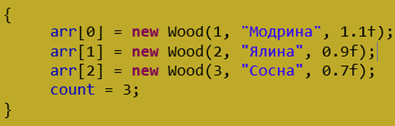 {
arr[0] = new Wood(1, "Модрина", 1.1f);
arr[1] = new Wood(2, "Ялина", 0.9f);
arr[2] = new Wood(3, "Сосна", 0.7f);
count = 3;
}